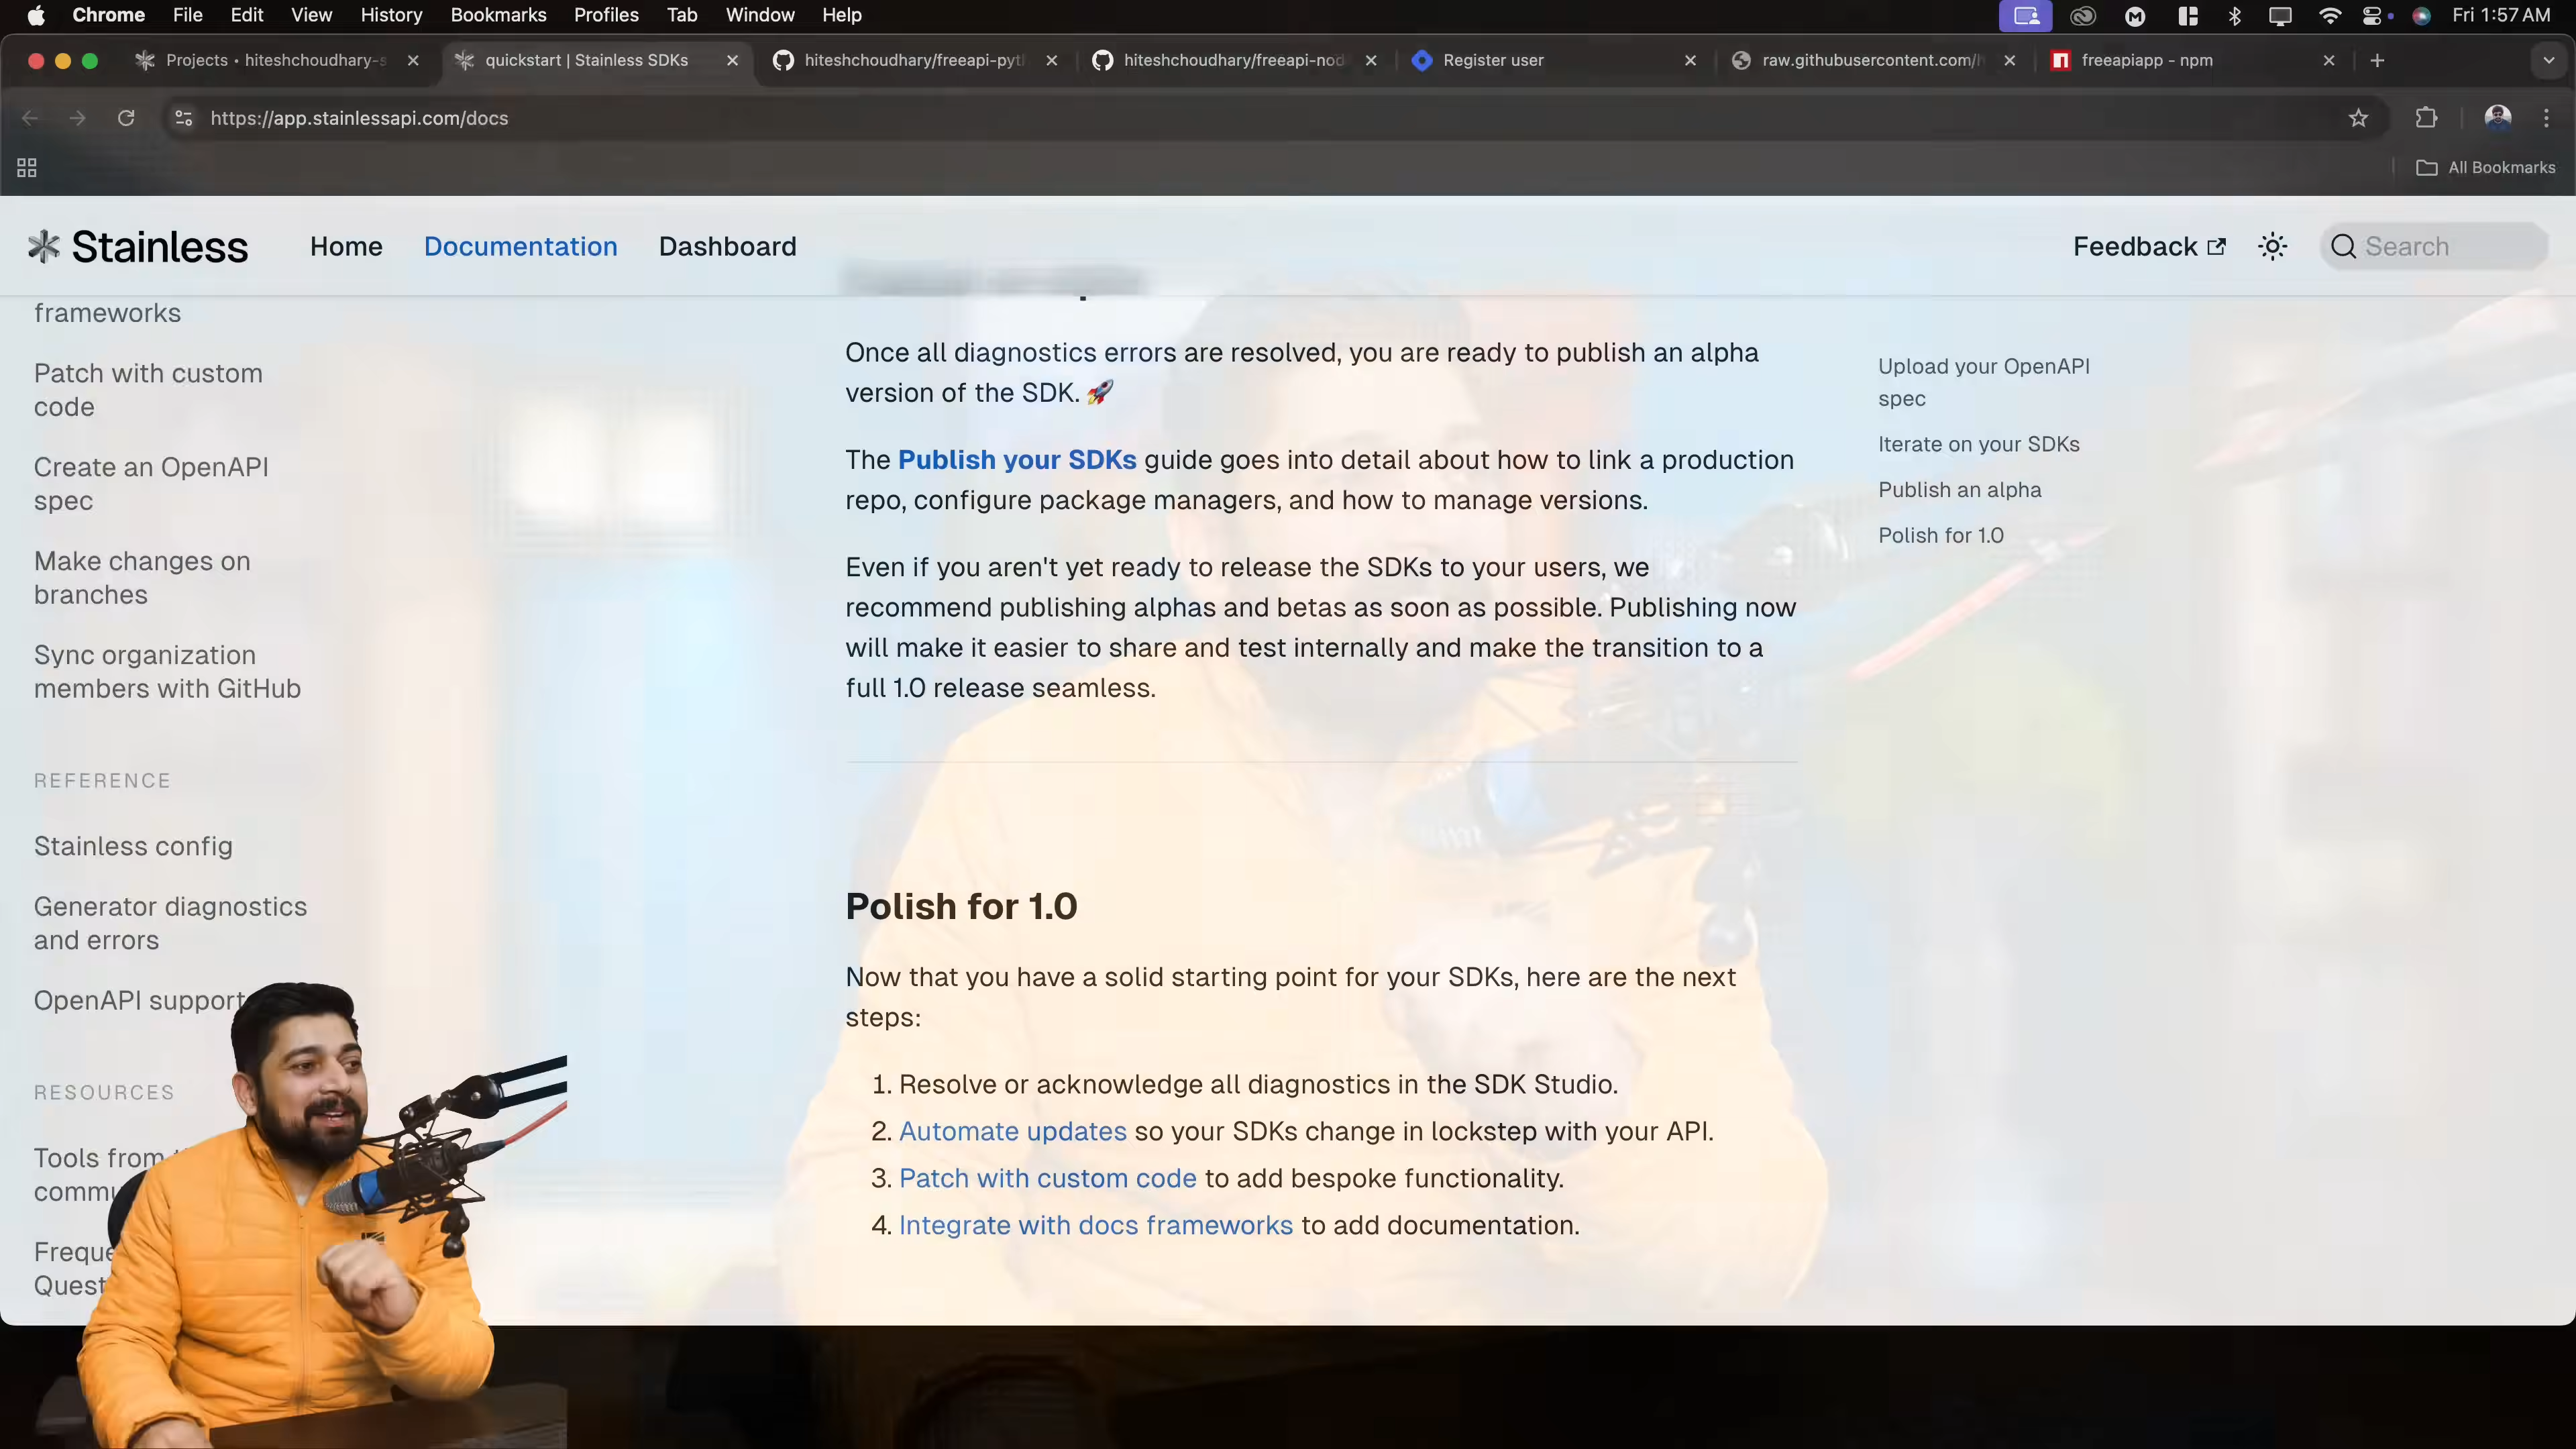 Chrome File Edit View History Bookmarks Profiles Tab Window Help
Fri 1:57 AM
Projects • hiteshchoudhary-s
quickstart | Stainless SDKs
hiteshchoudhary/freeapi-pyt
hiteshchoudhary/freeapi-nod
Register user
raw.githubusercontent.com/h
freeapiapp - npm
https://app.stainlessapi.com/docs
All Bookmarks
Stainless
Home
Documentation
Dashboard
Feedback
Search
frameworks
Patch with custom
code
Create an OpenAPI
spec
Make changes on
branches
Sync organization
members with GitHub
REFERENCE
Stainless config
Generator diagnostics
and errors
OpenAPI support
RESOURCES
Tools from
commu
Freque
Quest
Once all diagnostics errors are resolved, you are ready to publish an alpha
version of the SDK. 🚀
The Publish your SDKs guide goes into detail about how to link a production
repo, configure package managers, and how to manage versions.
Even if you aren't yet ready to release the SDKs to your users, we
recommend publishing alphas and betas as soon as possible. Publishing now
will make it easier to share and test internally and make the transition to a
full 1.0 release seamless.
Polish for 1.0
Now that you have a solid starting point for your SDKs, here are the next
steps:
1. Resolve or acknowledge all diagnostics in the SDK Studio.
2. Automate updates so your SDKs change in lockstep with your API.
3. Patch with custom code to add bespoke functionality.
4. Integrate with docs frameworks to add documentation.
Upload your OpenAPI
spec
Iterate on your SDKs
Publish an alpha
Polish for 1.0